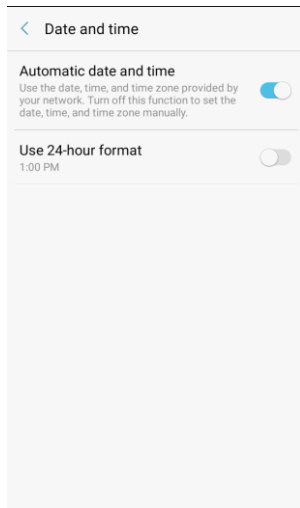 Date and time
Automatic date and time
Use the date, time, and time zone provided by
your network. Turn off this function to set the
date, time, and time zone manually.
Use 24-hour format
1:00 PM